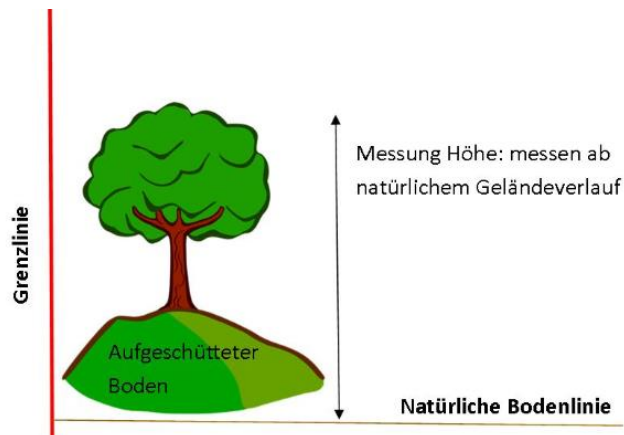 Messung Höhe: messen ab
natürlichem Geländeverlauf
Grenzlinie
Aufgeschütteter
Boden
Natürliche Bodenlinie